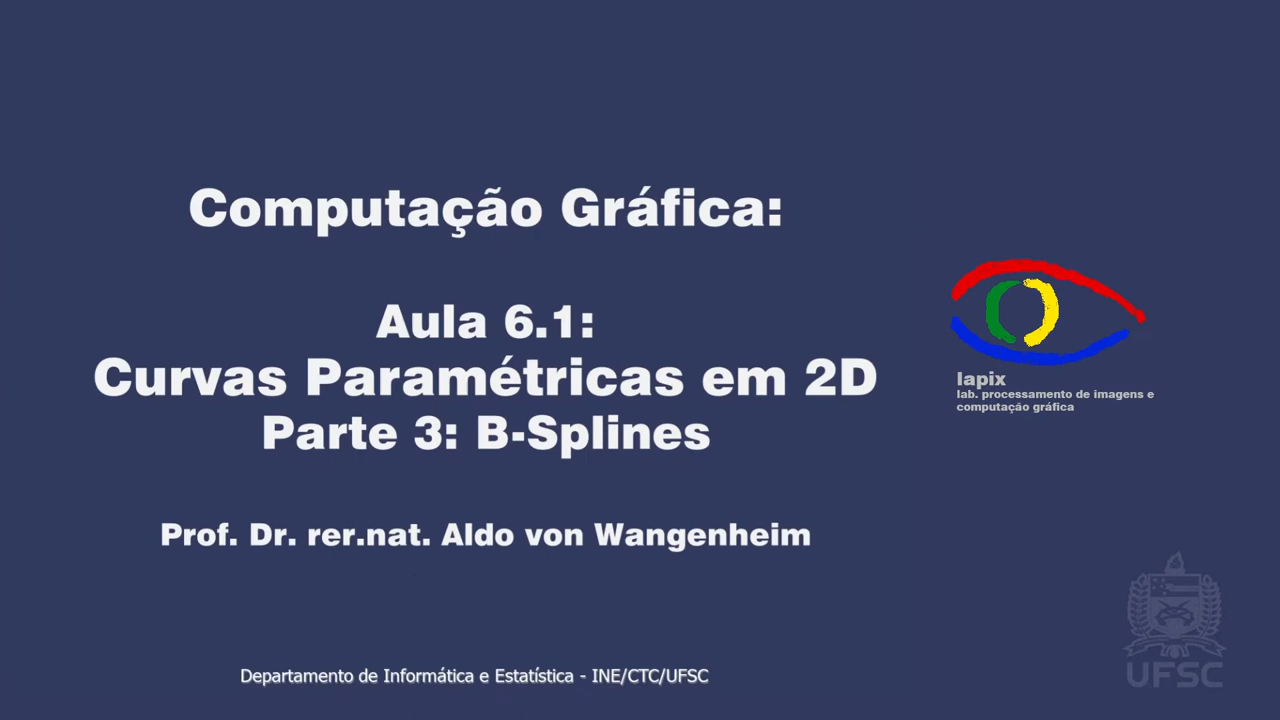 Computação Gráfica:
Aula 6.1:
Curvas Paramétricas em 2D
Parte 3: B-Splines
Prof. Dr. rer.nat. Aldo von Wangenheim
lapix
lab. processamento de imagens e
computação gráfica
Departamento de Informática e Estatística - INE/CTC/UFSC
UFSC